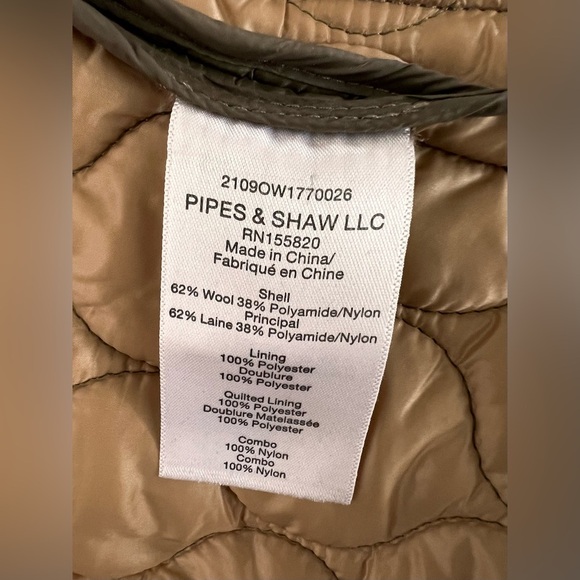 2109OW1770026
PIPES & SHAW LLC
RN155820
Made in China/
Fabriqué en Chine
Shell
62% Wool 38% Polyamide/Nylon
Principal
62% Laine 38% Polyamide/Nylon
Lining
100% Polyester
Doublure
100% Polyester
Quilted Lining
100% Polyester
Doublure Matelassée
100% Polyester
Combo
100% Nylon
Combo
100% Nylon